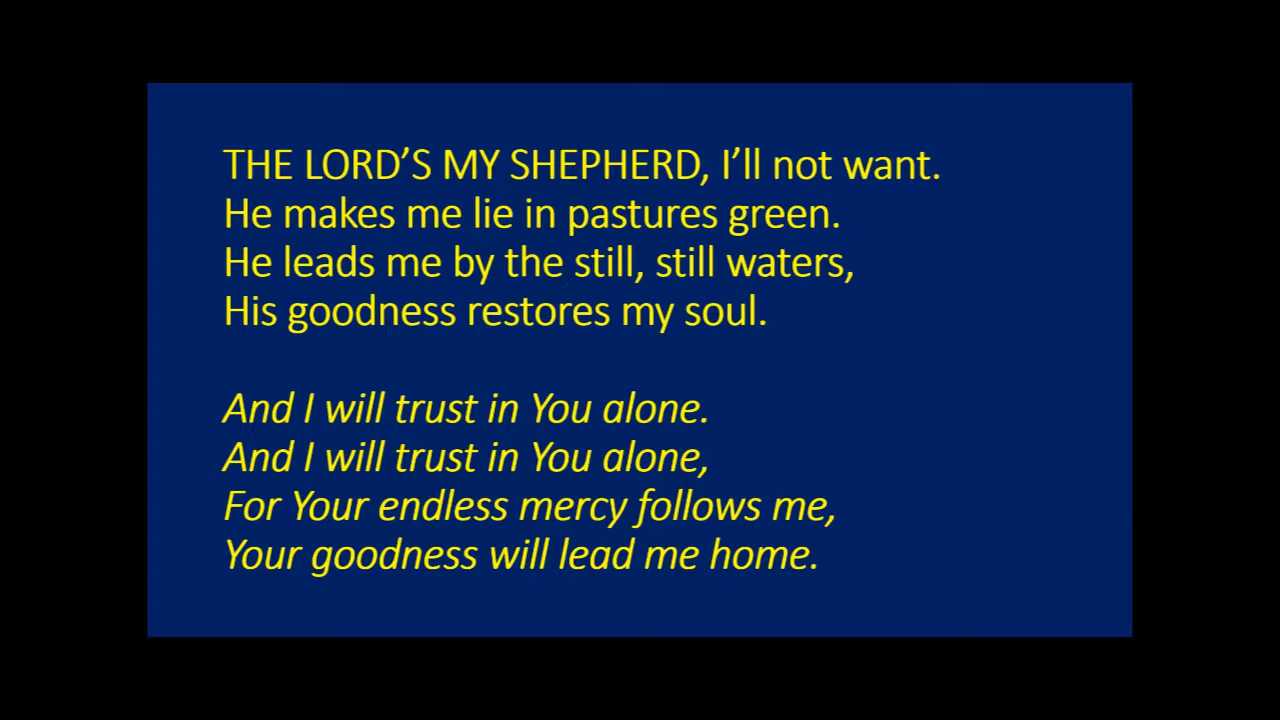 THE LORD’S MY SHEPHERD, I’ll not want.
He makes me lie in pastures green.
He leads me by the still, still waters,
His goodness restores my soul.
And I will trust in You alone.
And I will trust in You alone,
For Your endless mercy follows me,
Your goodness will lead me home.